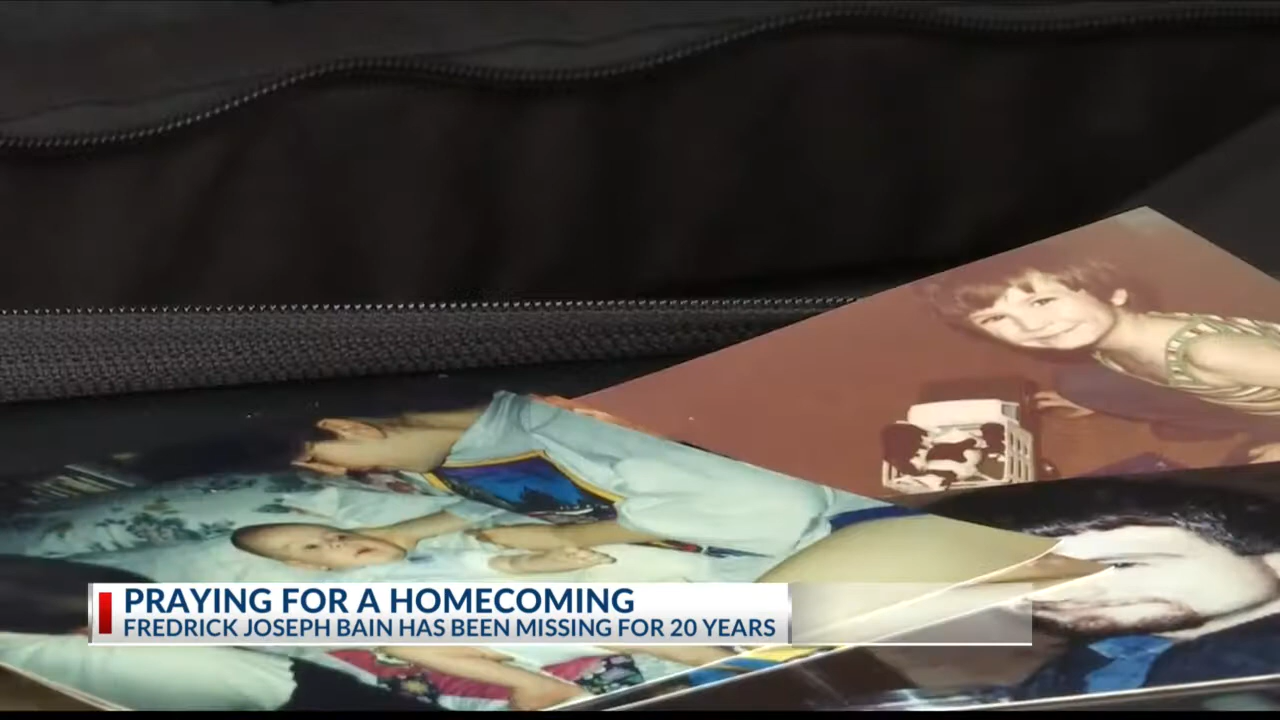 PRAYING FOR A HOMECOMING
FREDRICK JOSEPH BAIN HAS BEEN MISSING FOR 20 YEARS